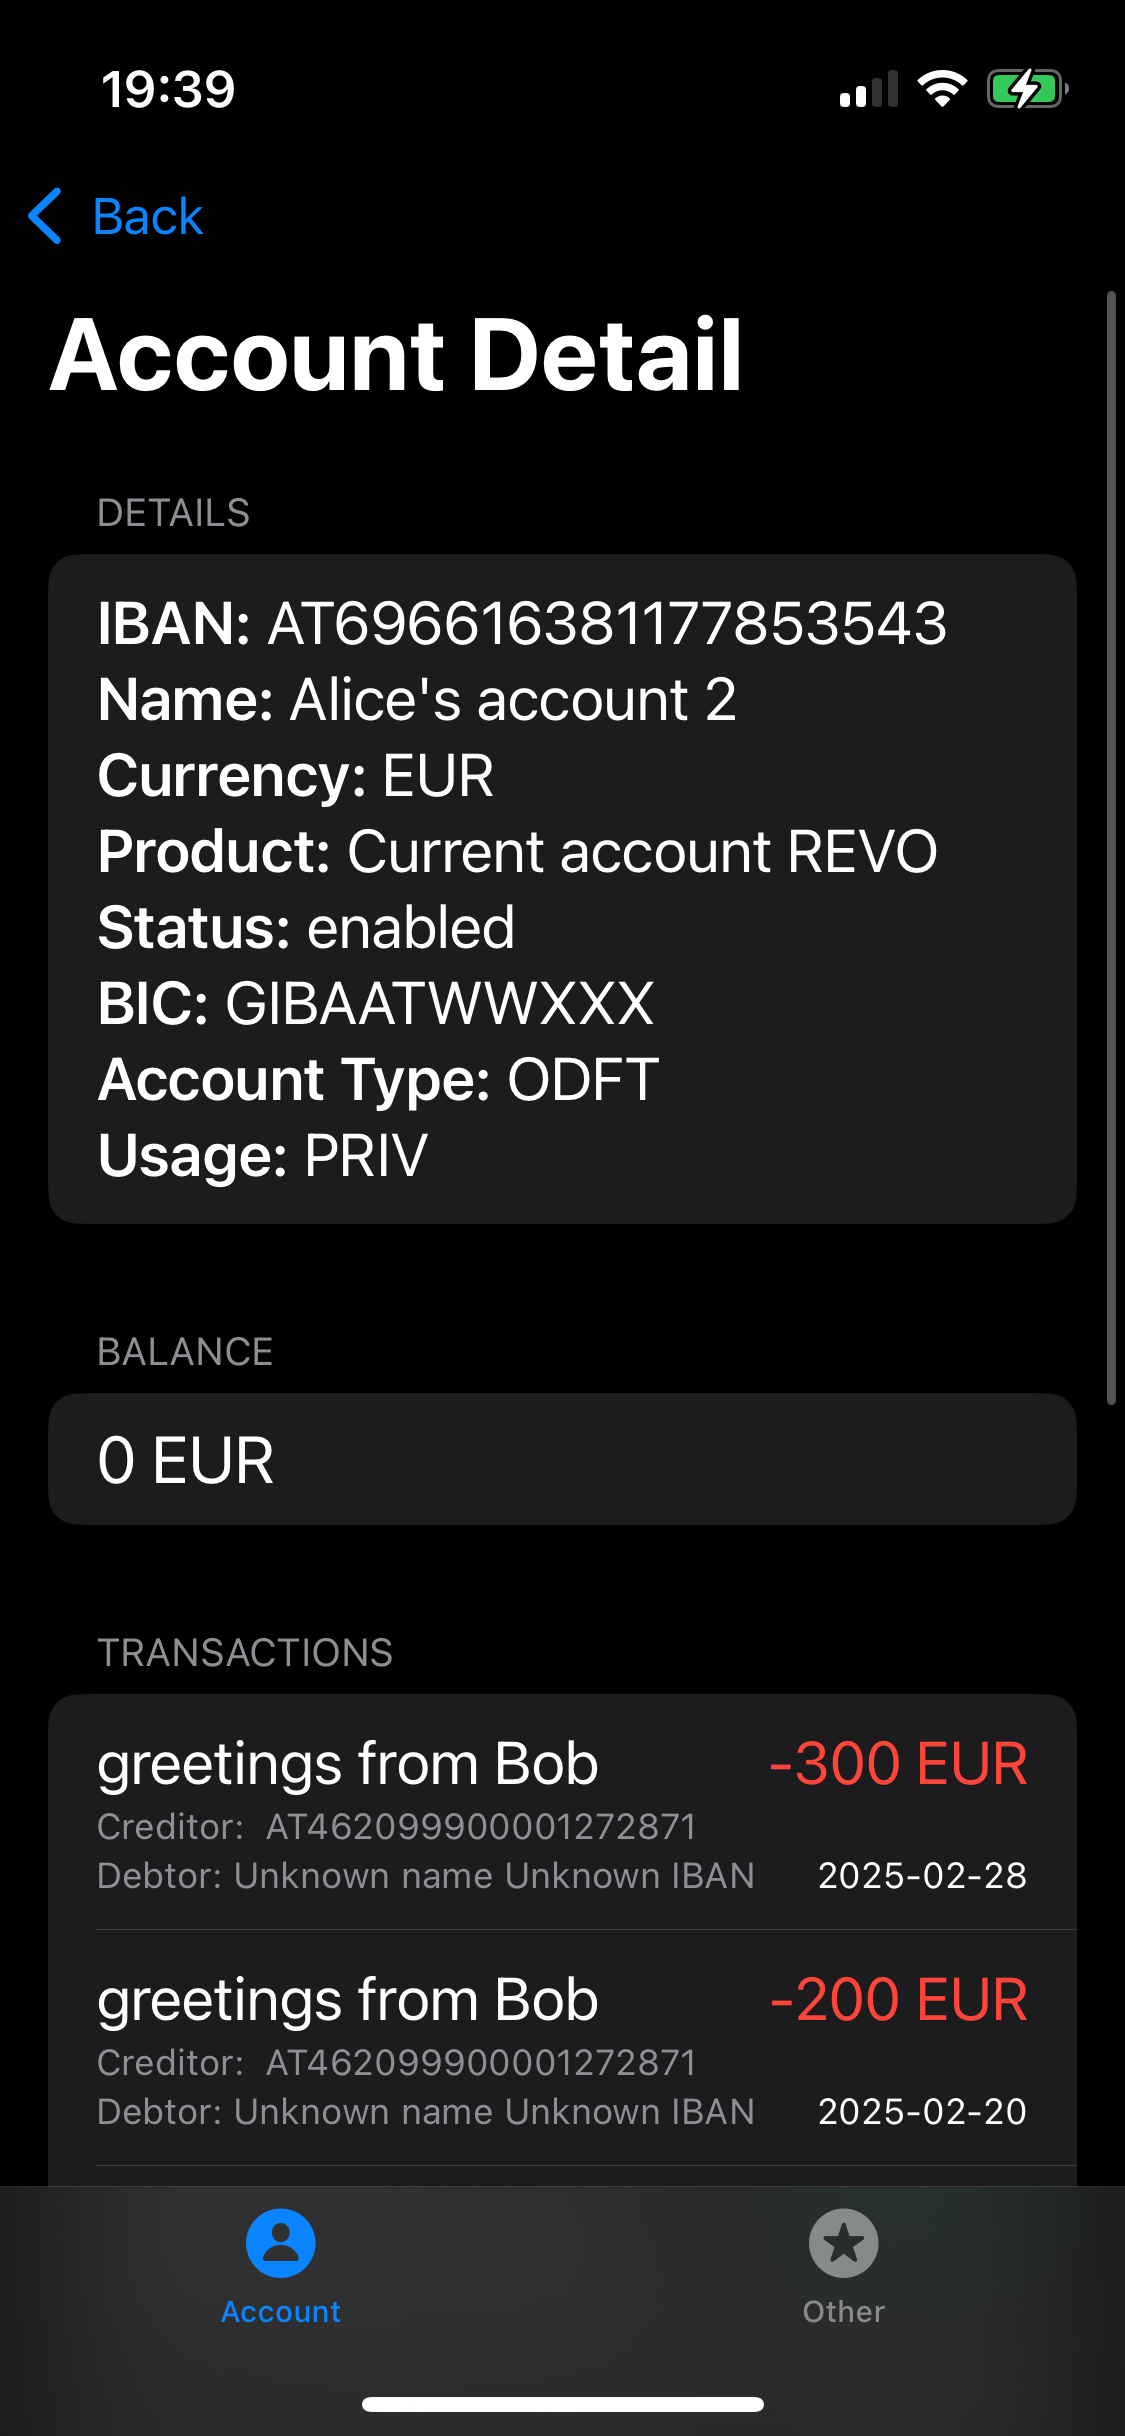 19:39
Back
Account Detail
DETAILS
IBAN: AT696616381177853543
Name: Alice's account 2
Currency: EUR
Product: Current account REVO
Status: enabled
BIC: GIBAATWWXXX
Account Type: ODFT
Usage: PRIV
BALANCE
0 EUR
TRANSACTIONS
greetings from Bob -300 EUR
Creditor: AT462099900001272871
Debtor: Unknown name Unknown IBAN 2025-02-28
greetings from Bob -200 EUR
Creditor: AT462099900001272871
Debtor: Unknown name Unknown IBAN 2025-02-20
Account Other